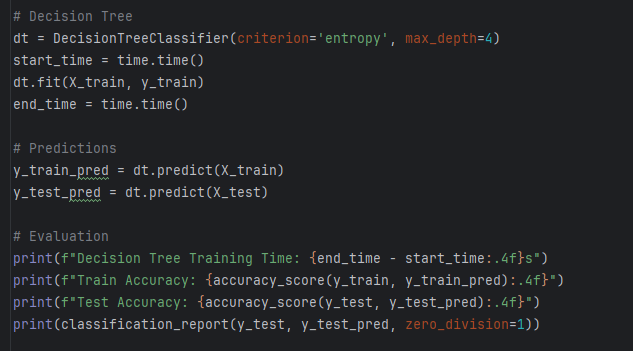 # Decision Tree
dt = DecisionTreeClassifier(criterion='entropy', max_depth=4)
start_time = time.time()
dt.fit(X_train, y_train)
end_time = time.time()
# Predictions
y_train_pred = dt.predict(X_train)
y_test_pred = dt.predict(X_test)
# Evaluation
print(f"Decision Tree Training Time: {end_time - start_time:.4f}s")
print(f"Train Accuracy: {accuracy_score(y_train, y_train_pred):.4f}")
print(f"Test Accuracy: {accuracy_score(y_test, y_test_pred):.4f}")
print(classification_report(y_test, y_test_pred, zero_division=1))